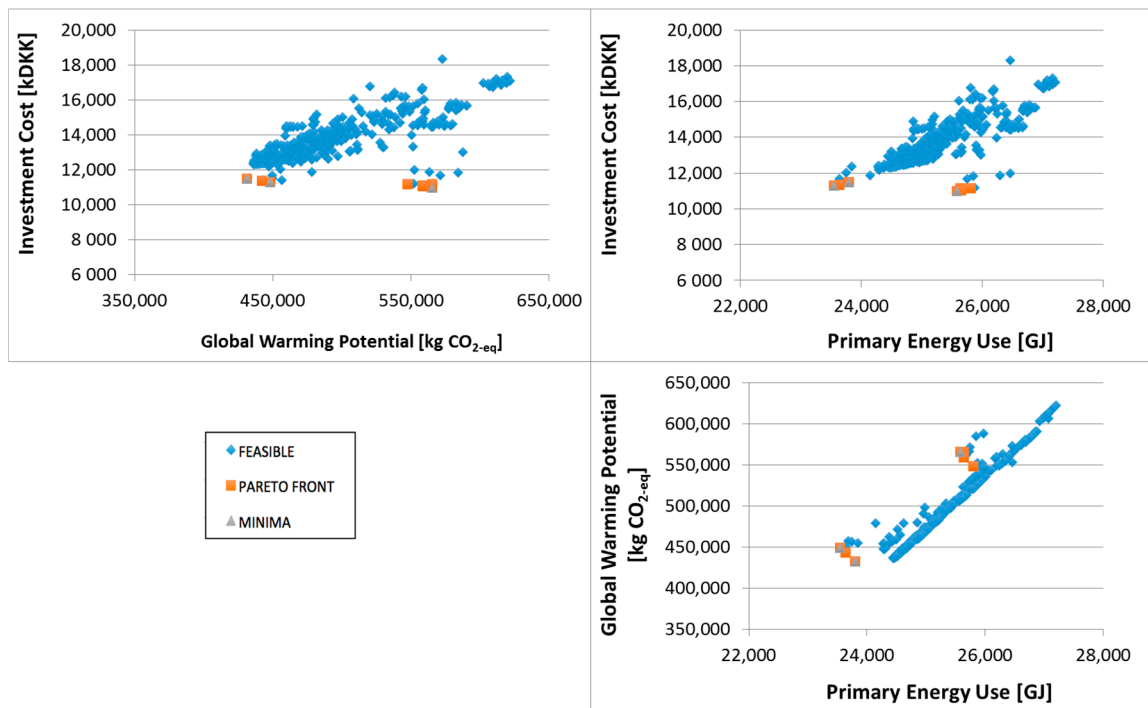 20,000
18,000
16,000
14,000
12,000
10,000
8 000
6 000
Investment Cost [kDKK]
350,000 450,000 550,000 650,000
Global Warming Potential [kg CO2-eq]
20,000
18,000
16,000
14,000
12,000
10,000
8 000
6 000
Investment Cost [kDKK]
22,000 24,000 26,000 28,000
Primary Energy Use [GJ]
FEASIBLE
PARETO FRONT
MINIMA
650,000
600,000
550,000
500,000
450,000
400,000
350,000
Global Warming Potential
[kg CO2-eq]
22,000 24,000 26,000 28,000
Primary Energy Use [GJ]